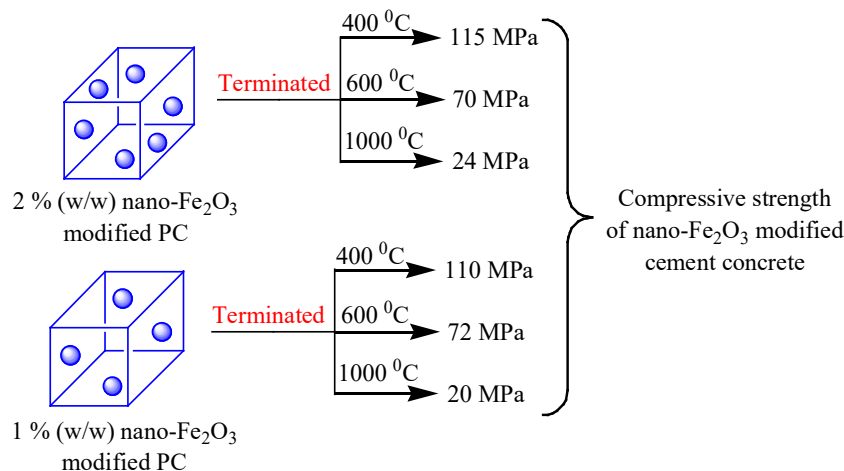 400 ⁰C
115 MPa
Terminated
600 ⁰C
70 MPa
1000 ⁰C
24 MPa
2 % (w/w) nano-Fe₂O₃
modified PC
Compressive strength
of nano-Fe₂O₃ modified
cement concrete
400 ⁰C
110 MPa
Terminated
600 ⁰C
72 MPa
1000 ⁰C
20 MPa
1 % (w/w) nano-Fe₂O₃
modified PC